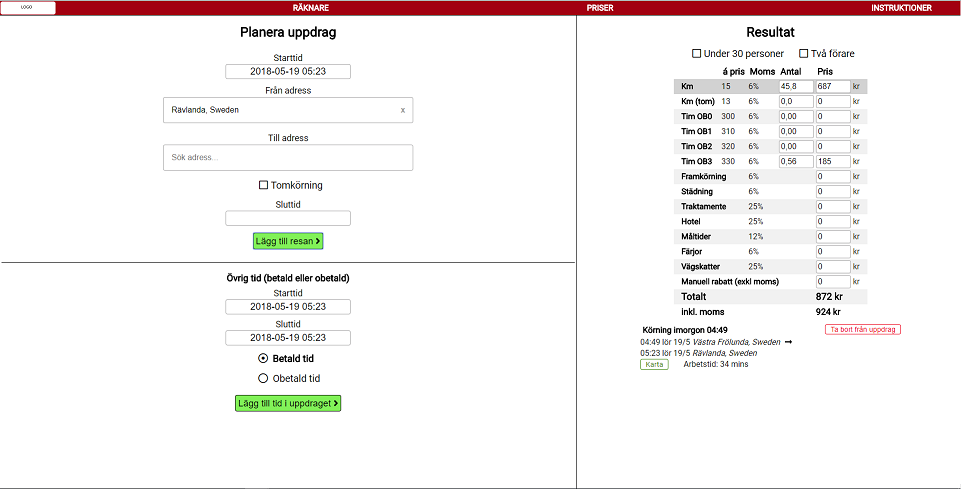 LOGO RÄKNARE PRISER INSTRUKTIONER
Planera uppdrag
Starttid
2018-05-19 05:23
Från adress
Rävlanda, Sweden x
Till adress
Sök adress...
Tomkörning
Sluttid
Lägg till resan
Övrig tid (betald eller obetald)
Starttid
2018-05-19 05:23
Sluttid
2018-05-19 05:23
Betald tid
Obetald tid
Lägg till tid i uppdraget
Resultat
Under 30 personer Två förare
á pris Moms Antal Pris
Km 15 6% 45,8 687 kr
Km (tom) 13 6% 0,0 0 kr
Tim OB0 300 6% 0,00 0 kr
Tim OB1 310 6% 0,00 0 kr
Tim OB2 320 6% 0,00 0 kr
Tim OB3 330 6% 0,56 185 kr
Framkörning 6% 0 kr
Städning 6% 0 kr
Traktamente 25% 0 kr
Hotel 25% 0 kr
Måltider 12% 0 kr
Färjor 6% 0 kr
Vägskatter 25% 0 kr
Manuell rabatt (exkl moms) 0 kr
Totalt 872 kr
inkl. moms 924 kr
Körning imorgon 04:49 Ta bort från uppdrag
04:49 lör 19/5 Västra Frölunda, Sweden ➞
05:23 lör 19/5 Rävlanda, Sweden
Karta Arbetstid: 34 mins